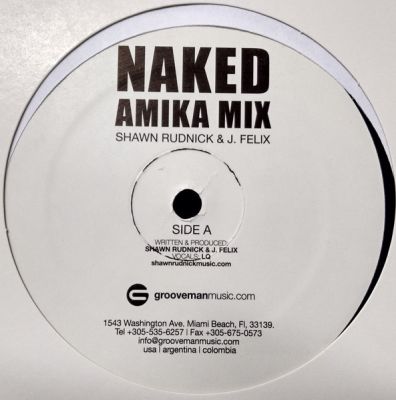 NAKED
AMIKA MIX
SHAWN RUDNICK & J. FELIX
SIDE A
WRITTEN & PRODUCED:
SHAWN RUDNICK & J. FELIX
VOCALS: LQ
shawnrudnickmusic.com
groovemanmusic.com
1543 Washington Ave. Miami Beach, Fl, 33139.
Tel +305-535-6257 | Fax +305-675-0573
info@groovemanmusic.com
usa | argentina | colombia